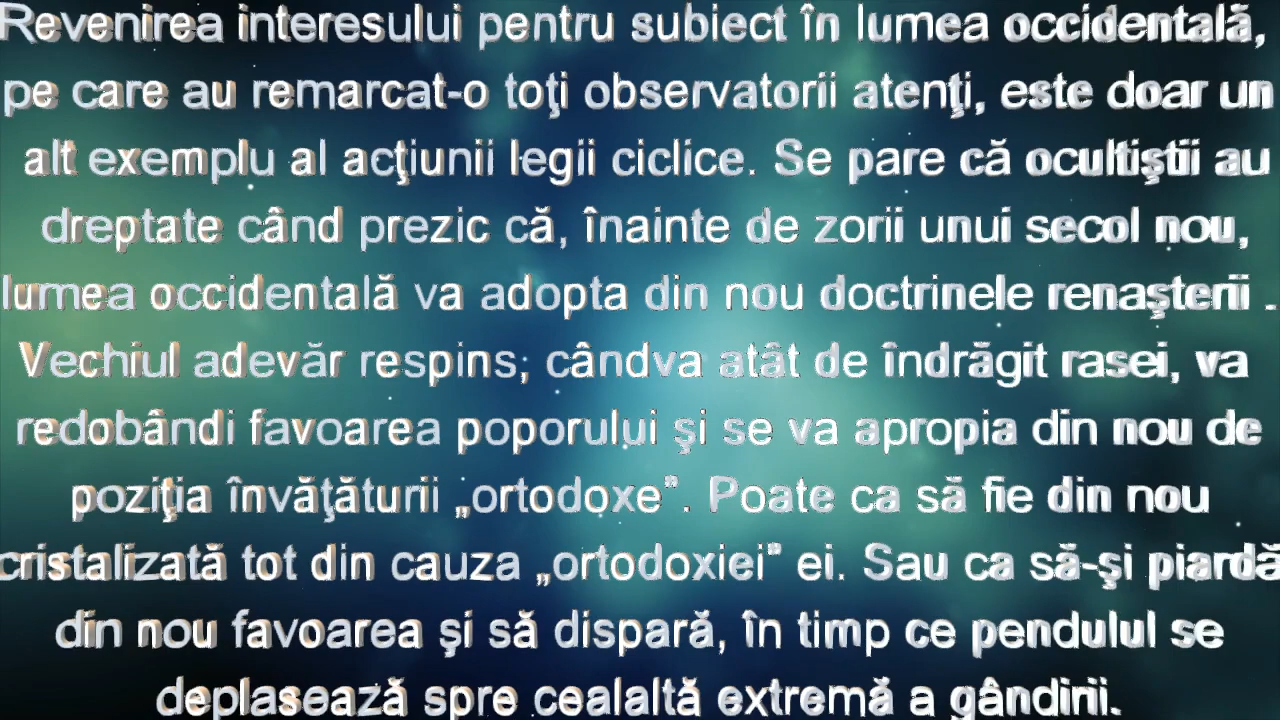 Revenirea interesului pentru subiect în lumea occidentală,
pe care au remarcat-o toţi observatorii atenţi, este doar un
alt exemplu al acţiunii legii ciclice. Se pare că ocultiştii au
dreptate când prezic că, înainte de zorii unui secol nou,
lumea occidentală va adopta din nou doctrinele renaşterii .
Vechiul adevăr respins; cândva atât de îndrăgit rasei, va
redobândi favoarea poporului şi se va apropia din nou de
poziţia învăţăturii „ortodoxe”. Poate ca să fie din nou
cristalizată tot din cauza „ortodoxiei” ei. Sau ca să-şi piardă
din nou favoarea şi să dispară, în timp ce pendulul se
deplasează spre cealaltă extremă a gândirii.